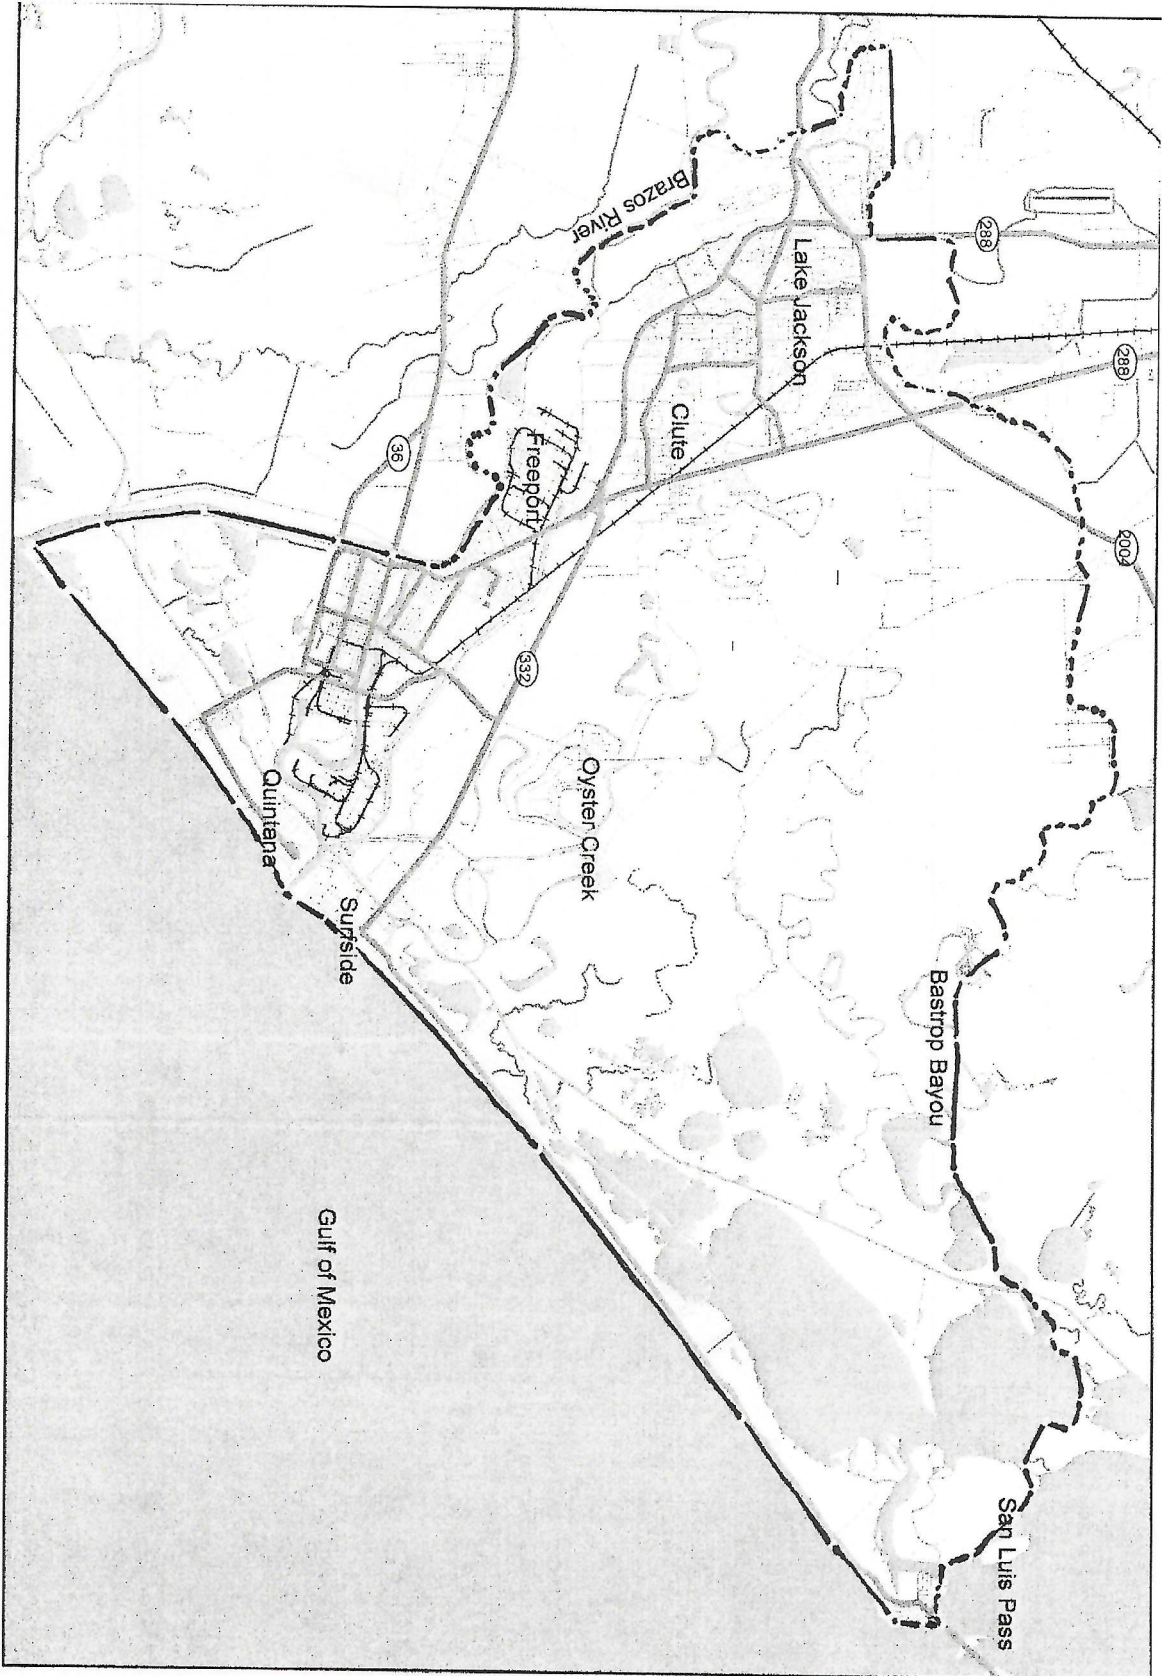 288
288
2004
Lake Jackson
Brazos River
Clute
Freeport
36
332
Oyster Creek
Bastrop Bayou
Quintana
Surfside
San Luis Pass
Gulf of Mexico